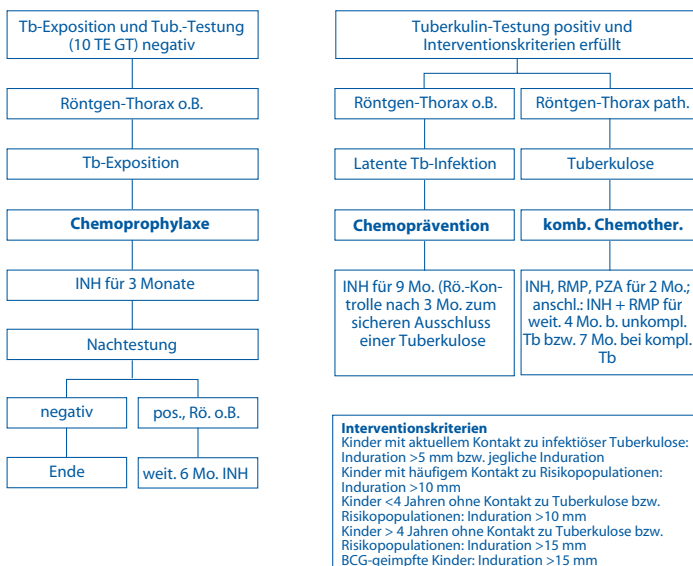 Tb-Exposition und Tub.-Testung
(10 TE GT) negativ
Röntgen-Thorax o.B.
Tb-Exposition
Chemoprophylaxe
INH für 3 Monate
Nachtestung
negativ
pos., Rö. o.B.
Ende
weit. 6 Mo. INH
Tuberkulin-Testung positiv und
Interventionskriterien erfüllt
Röntgen-Thorax o.B.
Röntgen-Thorax path.
Latente Tb-Infektion
Tuberkulose
Chemoprävention
komb. Chemother.
INH für 9 Mo. (Rö.-Kon-
trolle nach 3 Mo. zum
sicheren Ausschluss
einer Tuberkulose
INH, RMP, PZA für 2 Mo.;
anschl.: INH + RMP für
weit. 4 Mo. b. unkompl.
Tb bzw. 7 Mo. bei kompl.
Tb
Interventionskriterien
Kinder mit aktuellem Kontakt zu infektiöser Tuberkulose:
Induration >5 mm bzw. jegliche Induration
Kinder mit häufigem Kontakt zu Risikopopulationen:
Induration >10 mm
Kinder <4 Jahren ohne Kontakt zu Tuberkulose bzw.
Risikopopulationen: Induration >10 mm
Kinder > 4 Jahren ohne Kontakt zu Tuberkulose bzw.
Risikopopulationen: Induration >15 mm
BCG-geimpfte Kinder: Induration >15 mm